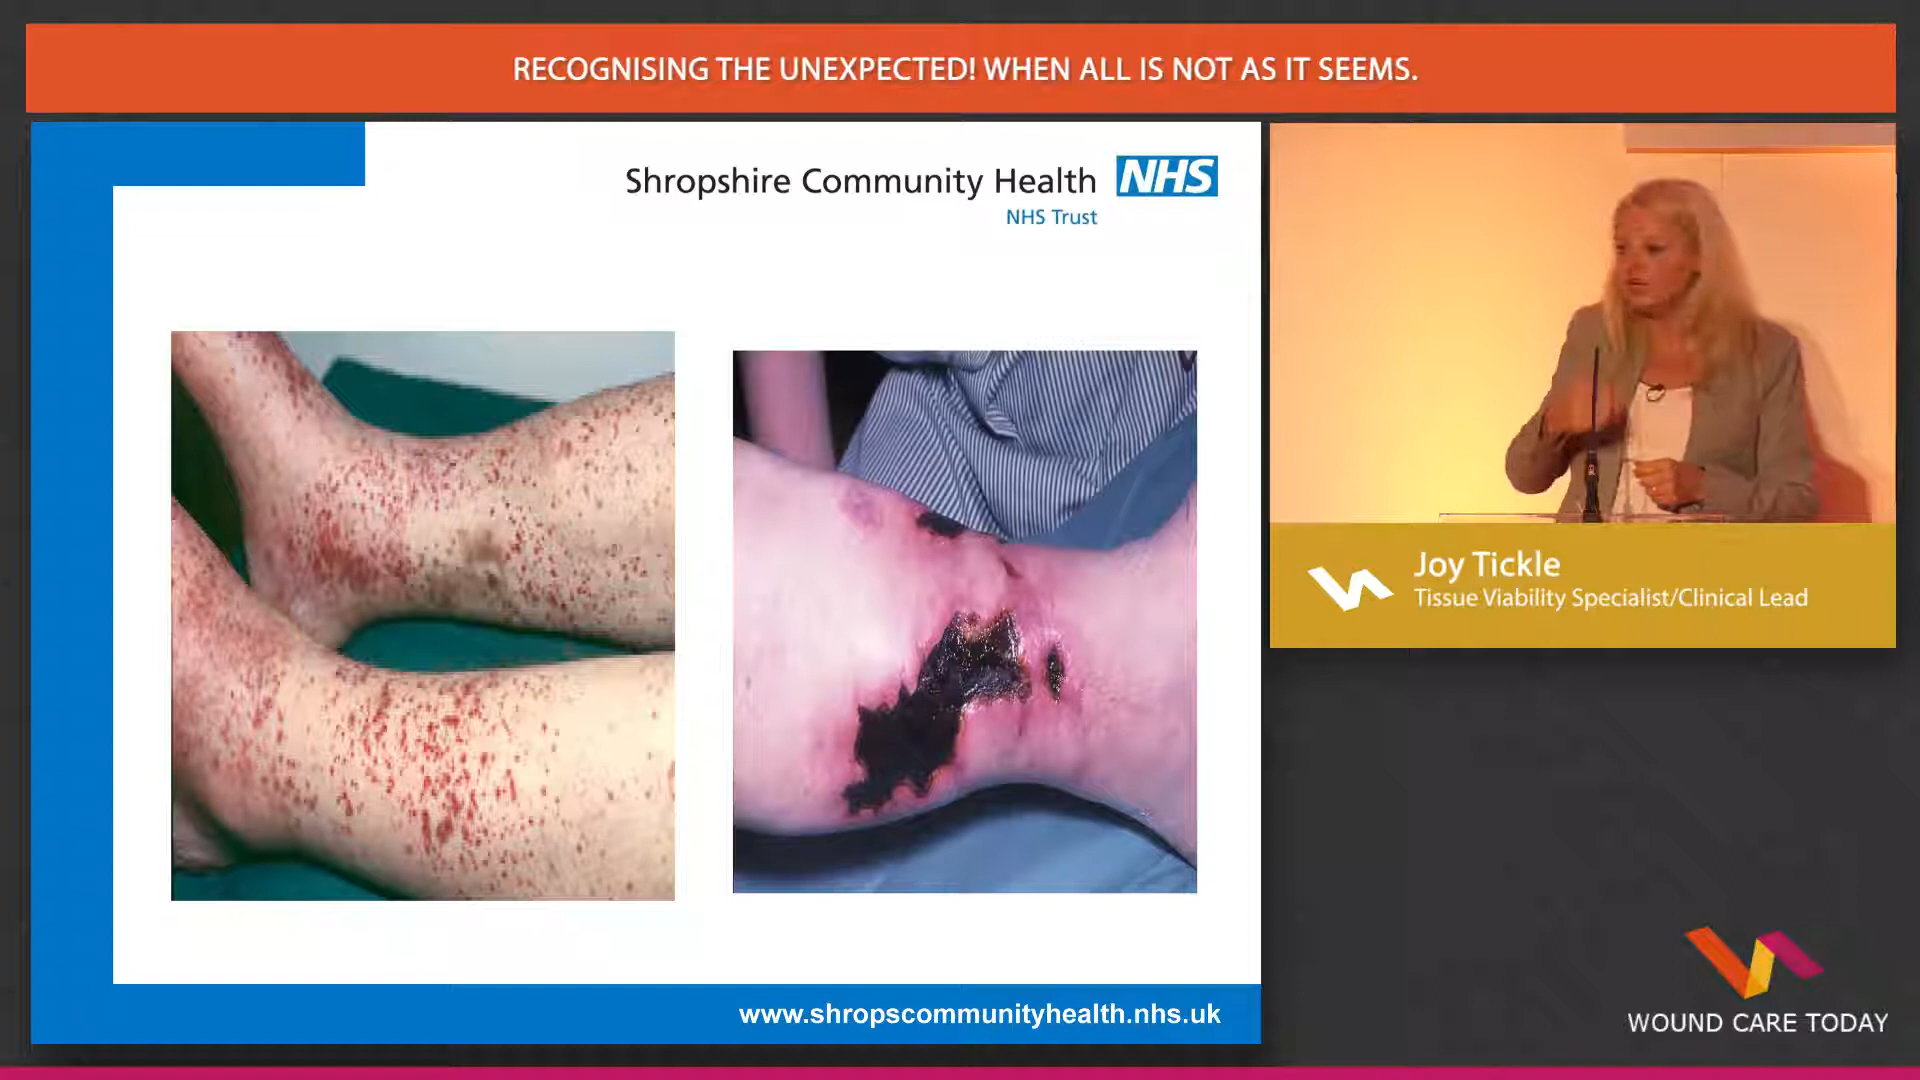 RECOGNISING THE UNEXPECTED! WHEN ALL IS NOT AS IT SEEMS.
Shropshire Community Health NHS
NHS Trust
Joy Tickle
Tissue Viability Specialist/Clinical Lead
www.shropscommunityhealth.nhs.uk
WOUND CARE TODAY